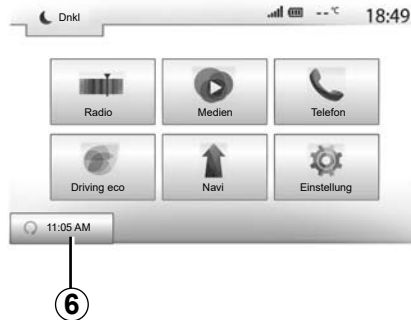 Dnkl -- °C 18:49
Radio Medien Telefon
Driving eco Navi Einstellung
11:05 AM
6